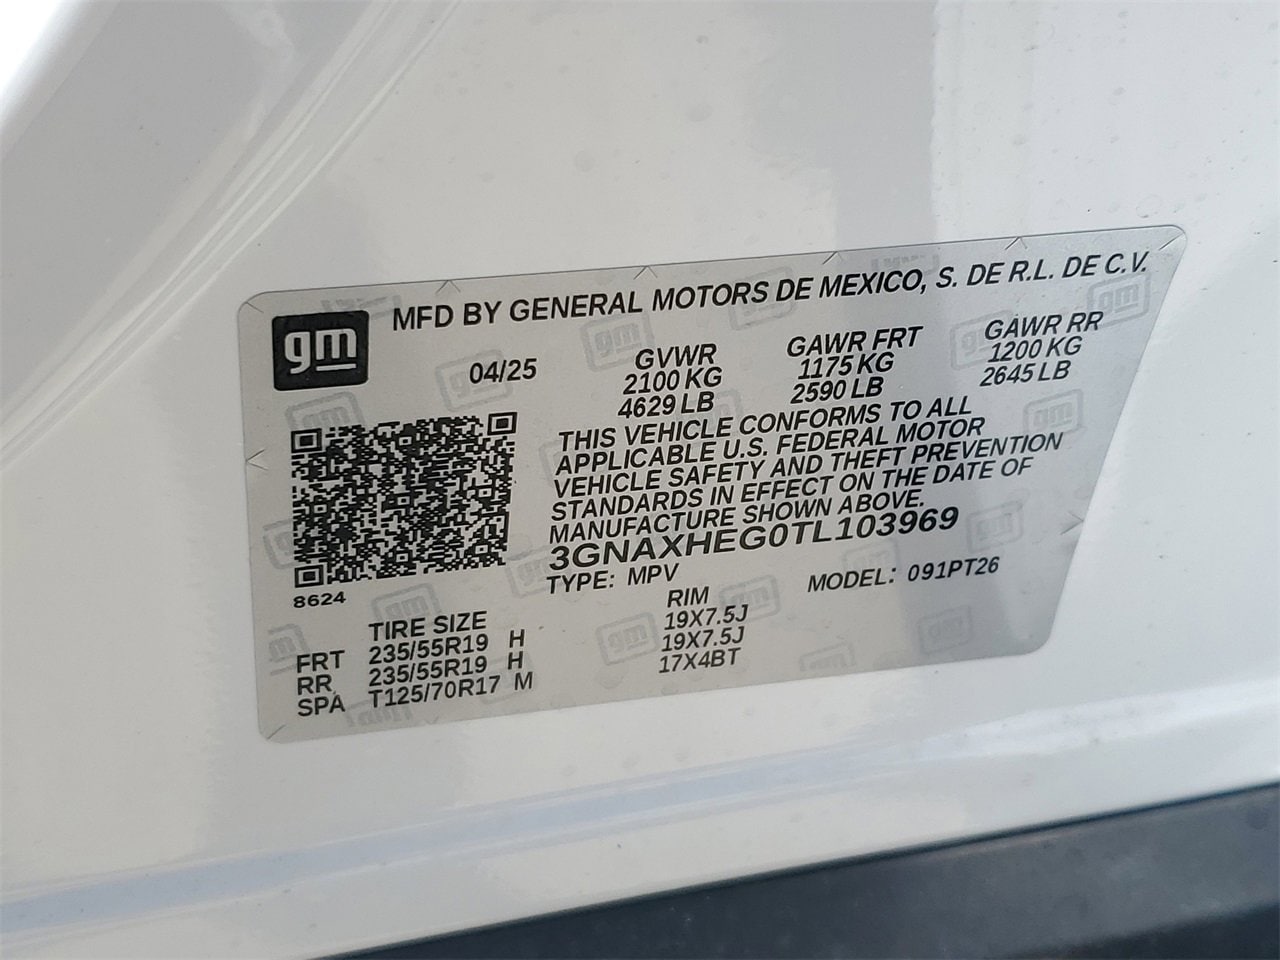 gm
MFD BY GENERAL MOTORS DE MEXICO, S. DE R.L. DE C.V.
04/25
GVWR
2100 KG
4629 LB
GAWR FRT
1175 KG
2590 LB
GAWR RR
1200 KG
2645 LB
THIS VEHICLE CONFORMS TO ALL
APPLICABLE U.S. FEDERAL MOTOR
VEHICLE SAFETY AND THEFT PREVENTION
STANDARDS IN EFFECT ON THE DATE OF
MANUFACTURE SHOWN ABOVE.
3GNAXHEG0TL103969
TYPE: MPV
MODEL: 091PT26
8624
TIRE SIZE
RIM
FRT 235/55R19 H 19X7.5J
RR 235/55R19 H 19X7.5J
SPA T125/70R17 M 17X4BT